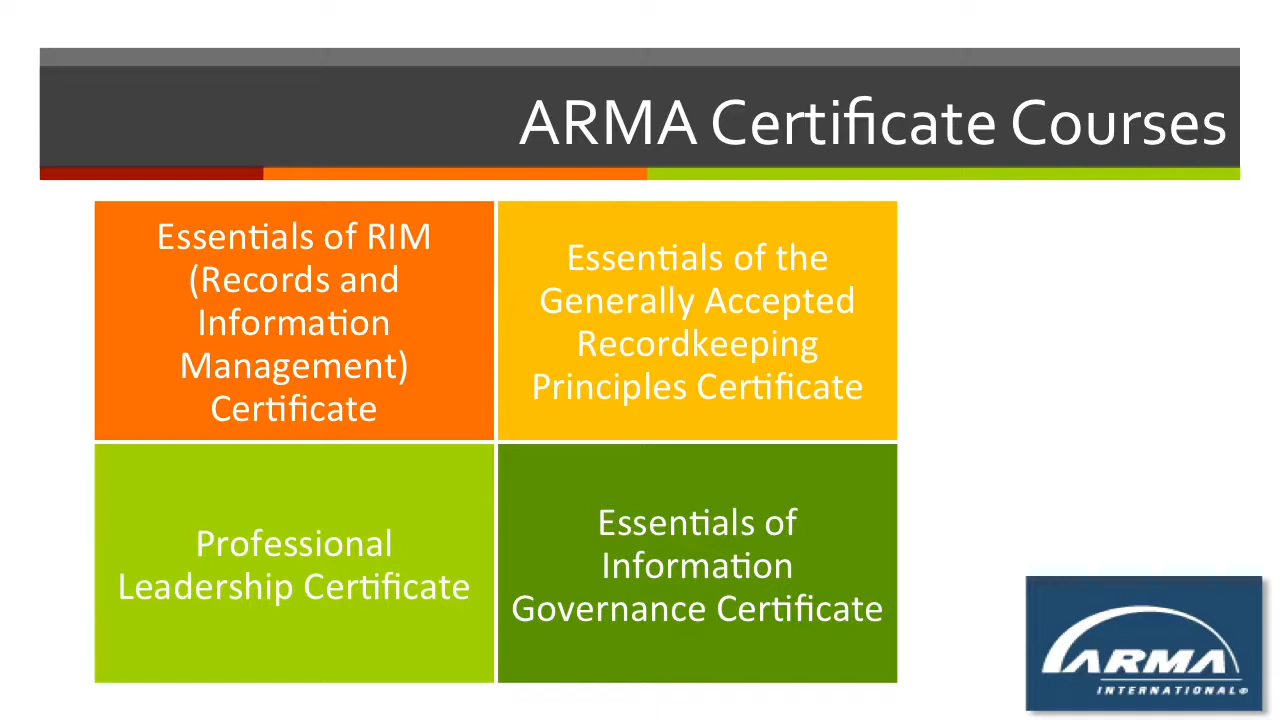 ARMA Certificate Courses
Essentials of RIM
(Records and
Information
Management)
Certificate
Essentials of the
Generally Accepted
Recordkeeping
Principles Certificate
Professional
Leadership Certificate
Essentials of
Information
Governance Certificate
ARMA
INTERNATIONAL®